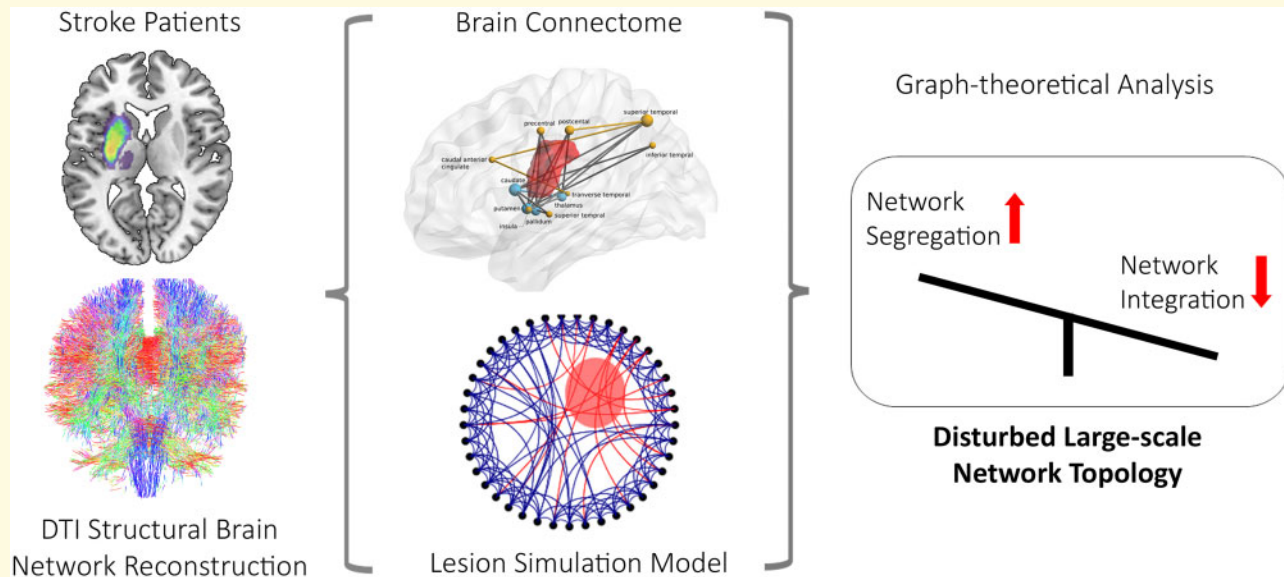 Stroke Patients
DTI Structural Brain
Network Reconstruction
Brain Connectome
superior temporal
precentral
postcental
inferior tempral
caudal anterior
cingulate
caudate
tranverse temporal
thalamus
putamen
superior tempral
pallidum
insula
Lesion Simulation Model
Graph-theoretical Analysis
Network
Segregation
Network
Integration
Disturbed Large-scale
Network Topology